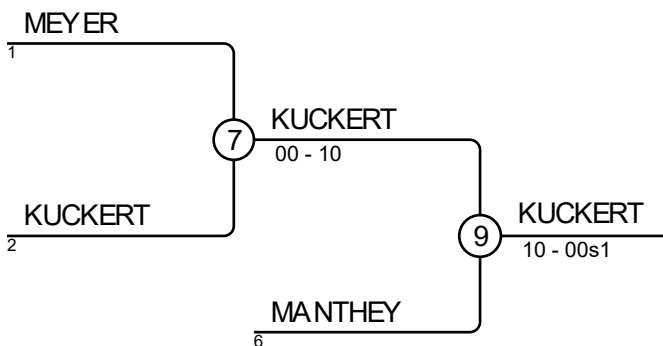 MEYER
1
7
KUCKERT
00 - 10
KUCKERT
2
9
KUCKERT
10 - 00s1
MANTHEY
6